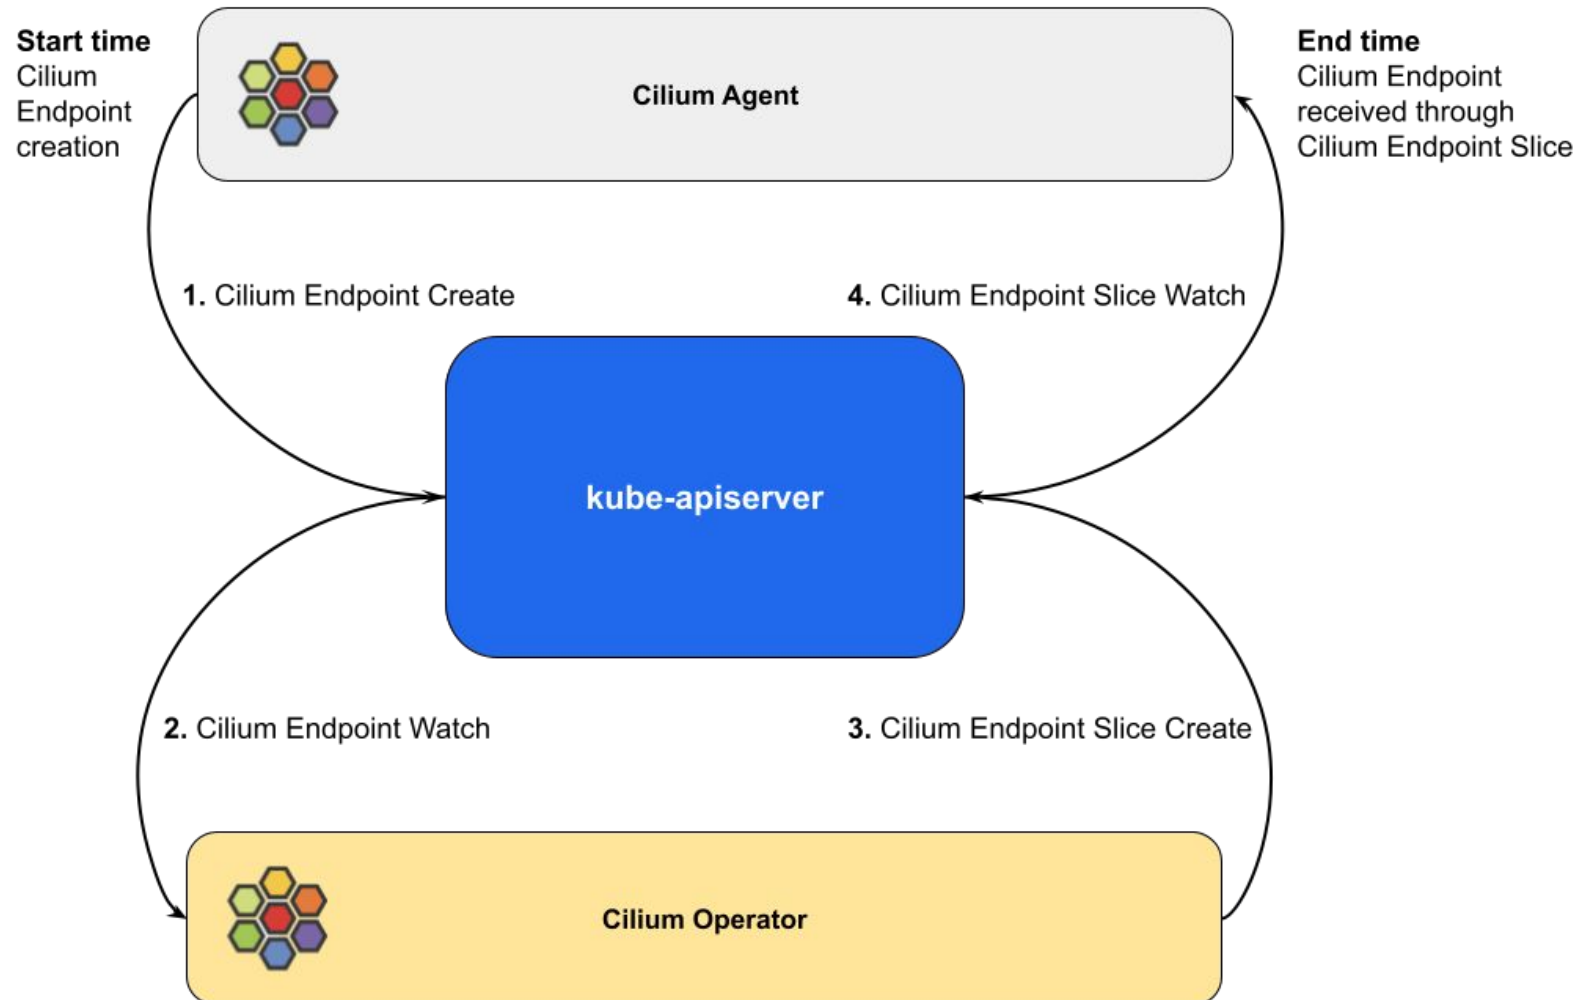 Start time
Cilium
Endpoint
creation
Cilium Agent
End time
Cilium Endpoint
received through
Cilium Endpoint Slice
1. Cilium Endpoint Create
4. Cilium Endpoint Slice Watch
kube-apiserver
2. Cilium Endpoint Watch
3. Cilium Endpoint Slice Create
Cilium Operator